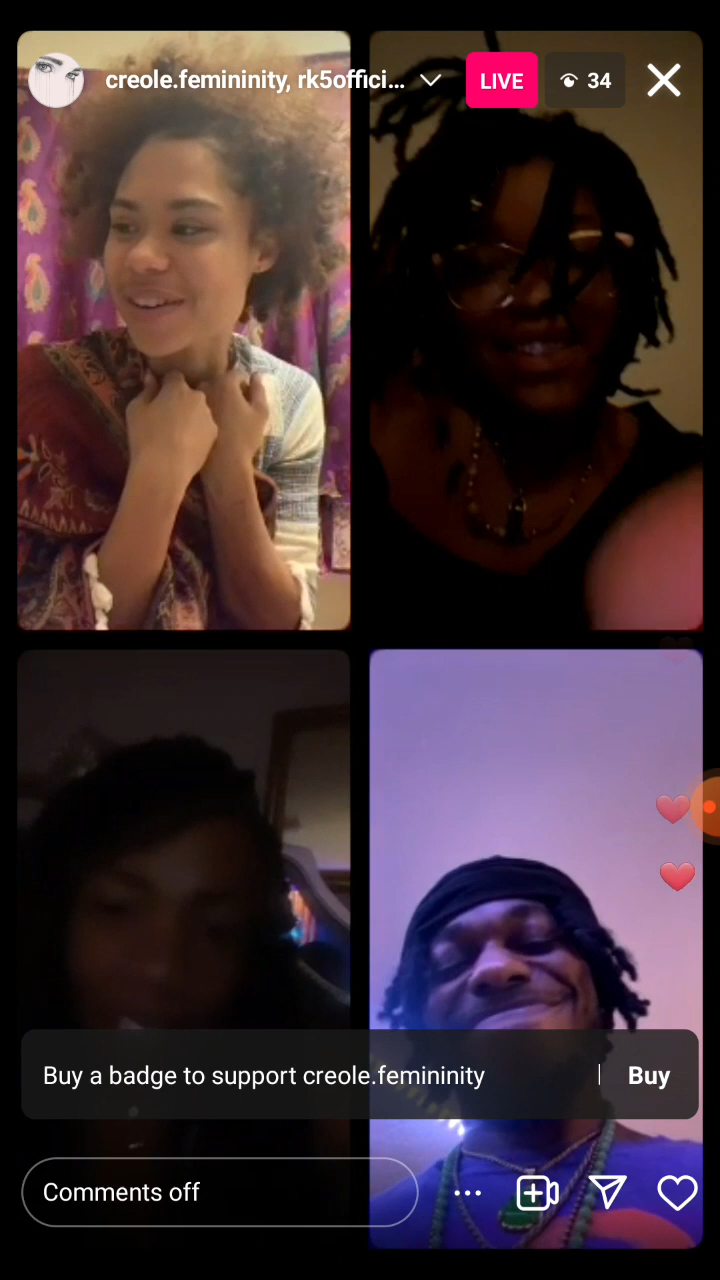 creole.femininity, rk5offici...
LIVE
34
Buy a badge to support creole.femininity
Buy
Comments off